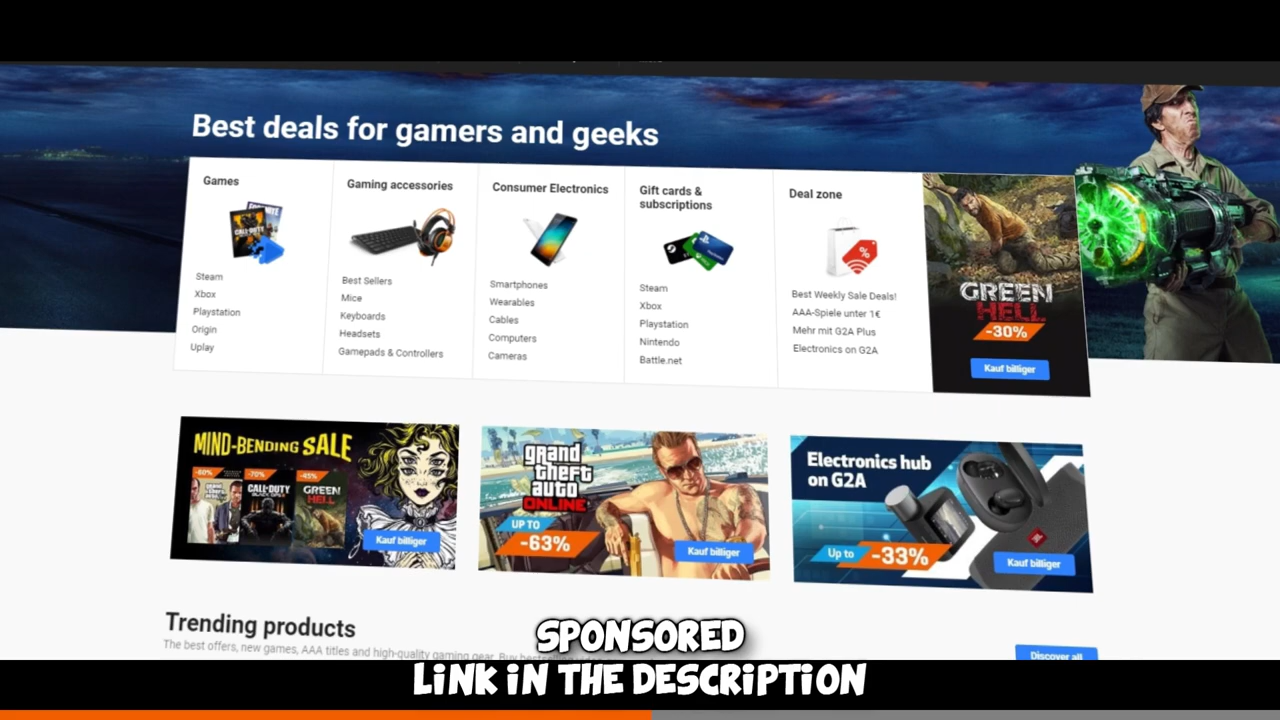 Best deals for gamers and geeks
Games
Steam
Xbox
Playstation
Origin
Uplay
Gaming accessories
Best Sellers
Mice
Keyboards
Headsets
Gamepads & Controllers
Consumer Electronics
Smartphones
Wearables
Cables
Computers
Cameras
Gift cards &
subscriptions
Steam
Xbox
Playstation
Nintendo
Battle.net
Deal zone
%
Best Weekly Sale Deals!
AAA-Spiele unter 1€
Mehr mit G2A Plus
Electronics on G2A
GREEN
HELL
-30%
Kauf billiger
MIND-BENDING SALE
-60%
-70%
-45%
CALL·DUTY
GREEN
HELL
Kauf billiger
grand
theft
auto
ONLINE
UP TO
-63%
Kauf billiger
Electronics hub
on G2A
Up to
-33%
Kauf billiger
Trending products
The best offers, new games, AAA titles and high-quality gaming gear. Buy
Discover all
SPONSORED
LINK IN THE DESCRIPTION